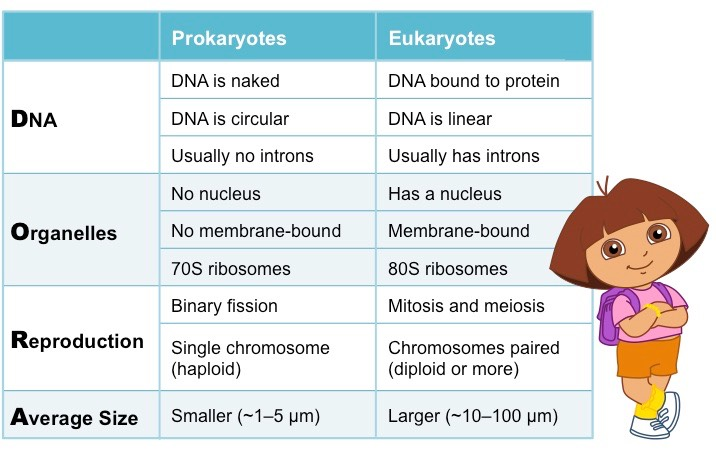 Prokaryotes Eukaryotes
DNA
DNA is naked DNA bound to protein
DNA is circular DNA is linear
Usually no introns Usually has introns
Organelles
No nucleus Has a nucleus
No membrane-bound Membrane-bound
70S ribosomes 80S ribosomes
Reproduction
Binary fission Mitosis and meiosis
Single chromosome
(haploid)
Chromosomes paired
(diploid or more)
Average Size Smaller (~1–5 µm) Larger (~10–100 µm)